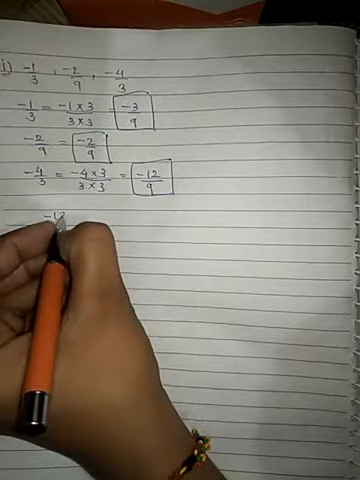 i) -1/3 , -2/9 , -4/3
-1/3 = -1×3/3×3 = -3/9
-2/9 = -2/9
-4/3 = -4×3/3×3 = -12/9
-12